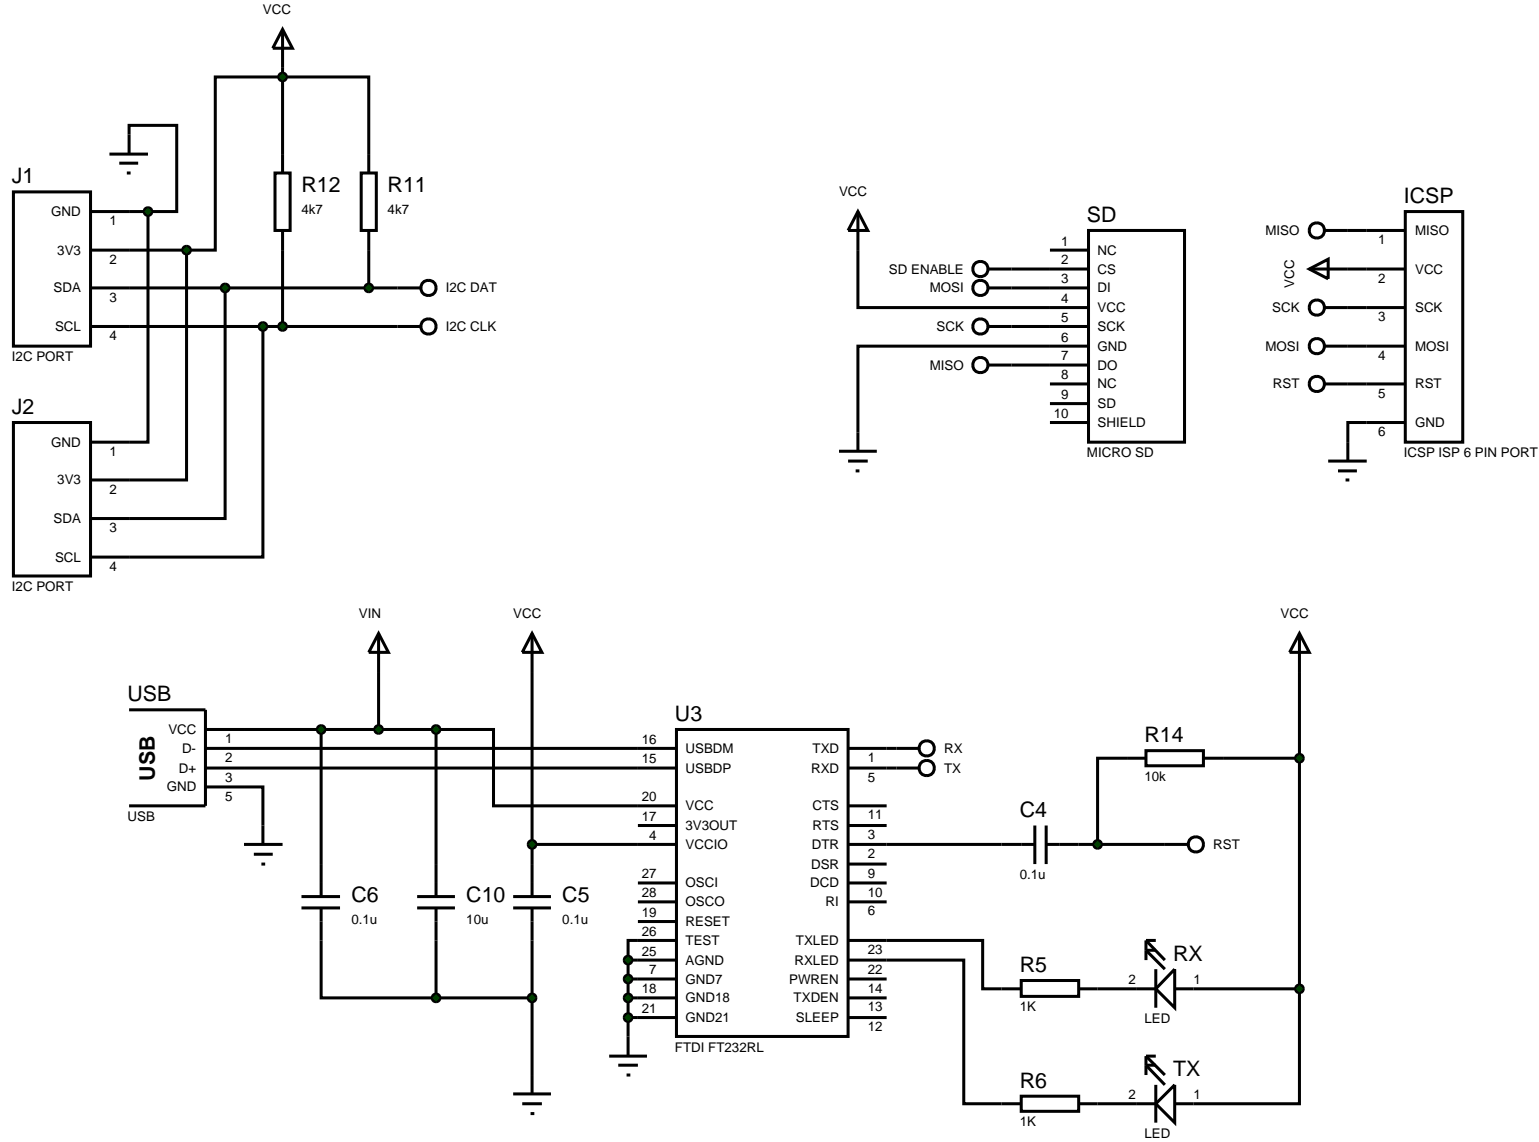 VCC
J1
GND
1
3V3
2
SDA
3
SCL
4
I2C PORT
R12
4k7
R11
4k7
I2C DAT
I2C CLK
J2
GND
1
3V3
2
SDA
3
SCL
4
I2C PORT
VCC
SD
SD ENABLE
MOSI
SCK
MISO
1 NC
2 CS
3 DI
4 VCC
5 SCK
6 GND
7 DO
8 NC
9 SD
10 SHIELD
MICRO SD
ICSP
MISO 1 MISO
VCC 2 VCC
SCK 3 SCK
MOSI 4 MOSI
RST 5 RST
6 GND
ICSP ISP 6 PIN PORT
VIN
VCC
VCC
USB
USB
VCC 1
D- 2
D+ 3
GND 5
USB
C6
0.1u
C10
10u
C5
0.1u
U3
16 USBDM
15 USBDP
20 VCC
17 3V3OUT
4 VCCIO
27 OSCI
28 OSCO
19 RESET
26 TEST
25 AGND
7 GND7
18 GND18
21 GND21
TXD 1 RX
RXD 5 TX
CTS 11
RTS 3
DTR 2
DSR 9
DCD 10
RI 6
TXLED 23
RXLED 22
PWREN 14
TXDEN 13
SLEEP 12
FTDI FT232RL
C4
0.1u
R14
10k
RST
R5
1K
2
RX
1
LED
R6
1K
2
TX
1
LED